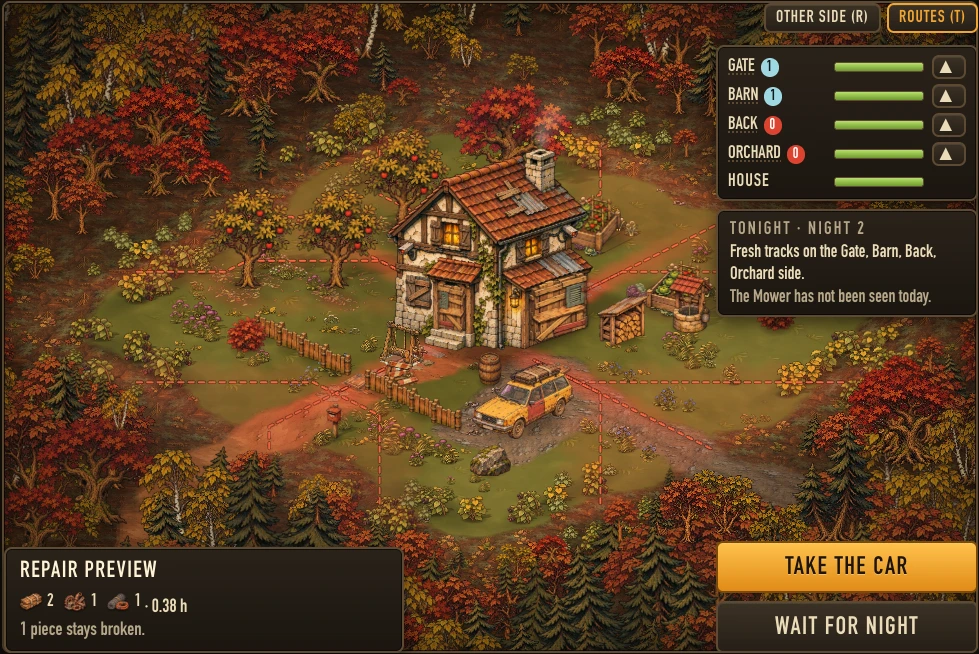 OTHER SIDE (R)
ROUTES (T)
GATE 1
BARN 1
BACK 0
ORCHARD 0
HOUSE
TONIGHT · NIGHT 2
Fresh tracks on the Gate, Barn, Back,
Orchard side.
The Mower has not been seen today.
REPAIR PREVIEW
2 1 1 · 0.38 h
1 piece stays broken.
TAKE THE CAR
WAIT FOR NIGHT